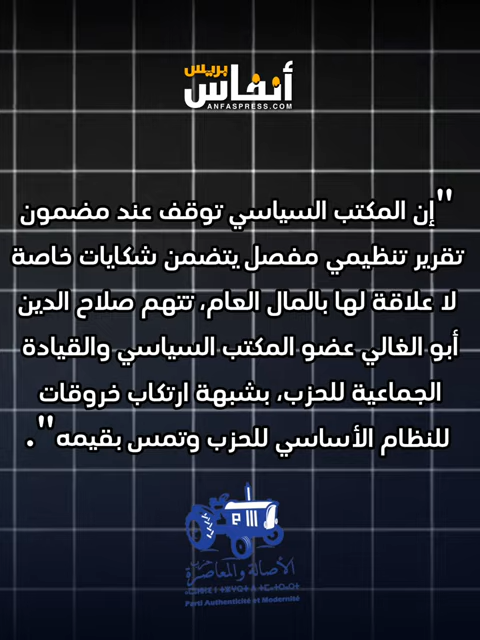 أنفاس بريس
ANFASPRESS.COM
"إن المكتب السياسي توقف عند مضمون
تقرير تنظيمي مفصل يتضمن شكايات خاصة
لا علاقة لها بالمال العام، تتهم صلاح الدين
أبو الغالي عضو المكتب السياسي والقيادة
الجماعية للحزب، بشبهة ارتكاب خروقات
للنظام الأساسي للحزب وتمس بقيمه".
حزب
الأصالة والمعاصرة
Parti Authenticité et Modernité